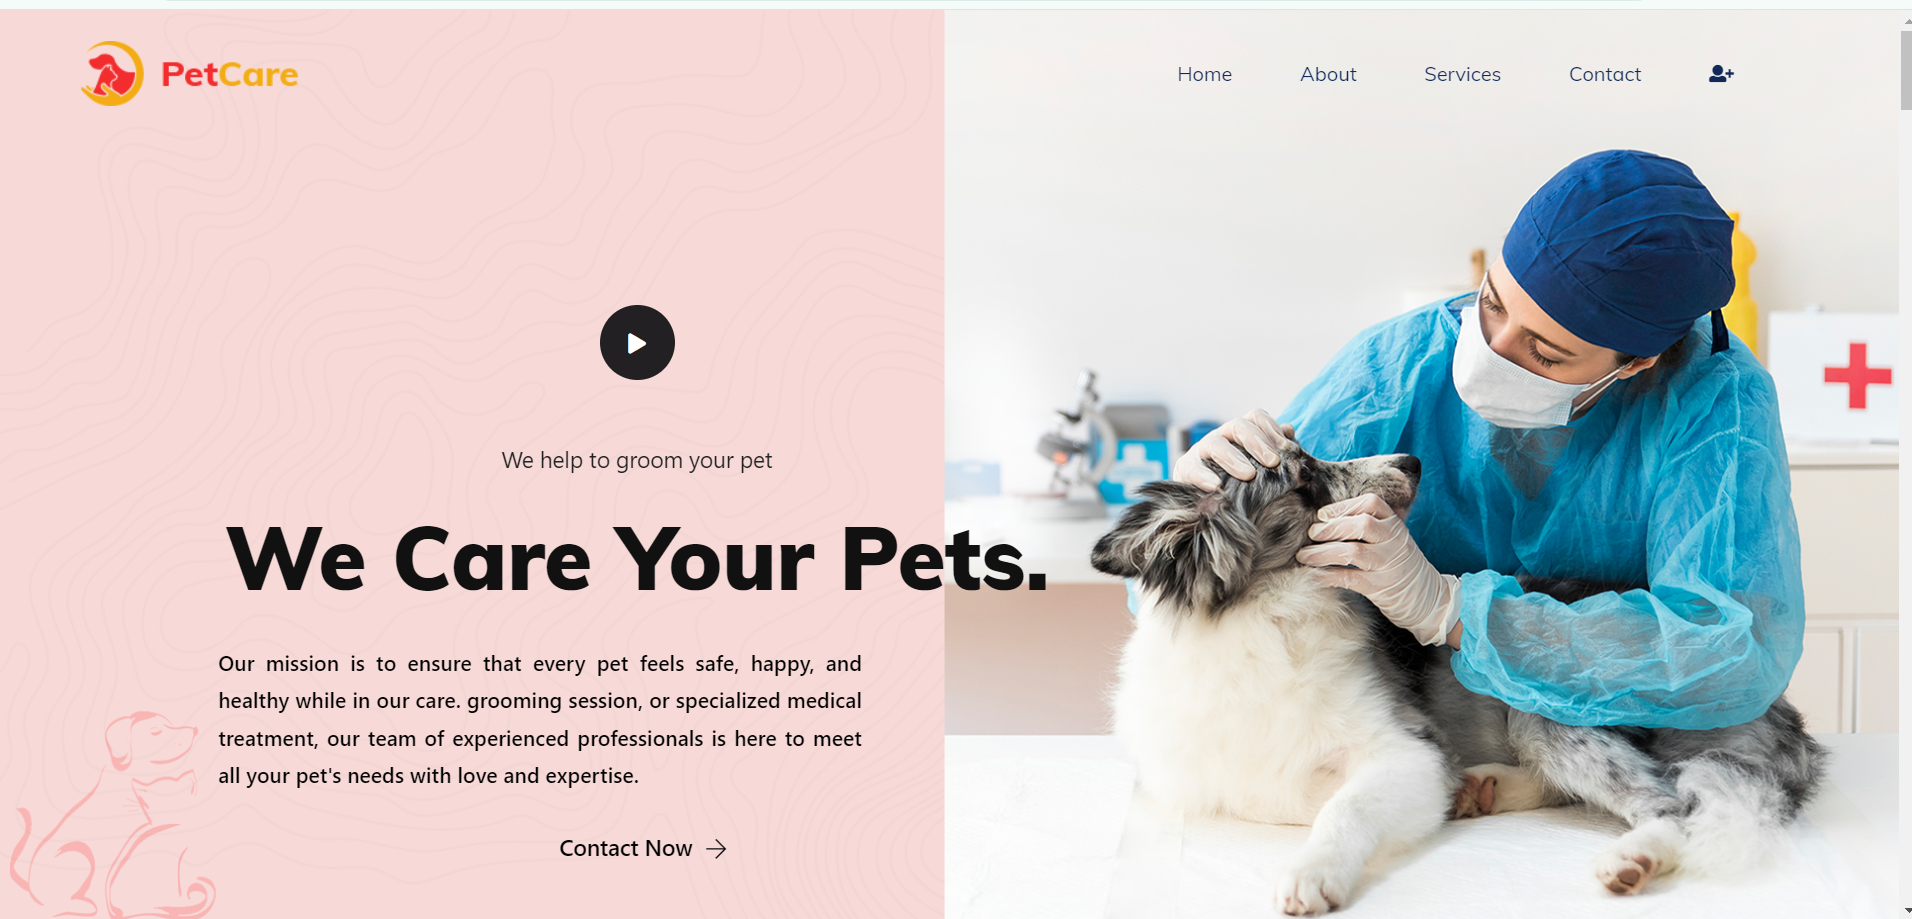 PetCare
Home
About
Services
Contact
We help to groom your pet
We Care Your Pets.
Our mission is to ensure that every pet feels safe, happy, and
healthy while in our care. grooming session, or specialized medical
treatment, our team of experienced professionals is here to meet
all your pet's needs with love and expertise.
Contact Now